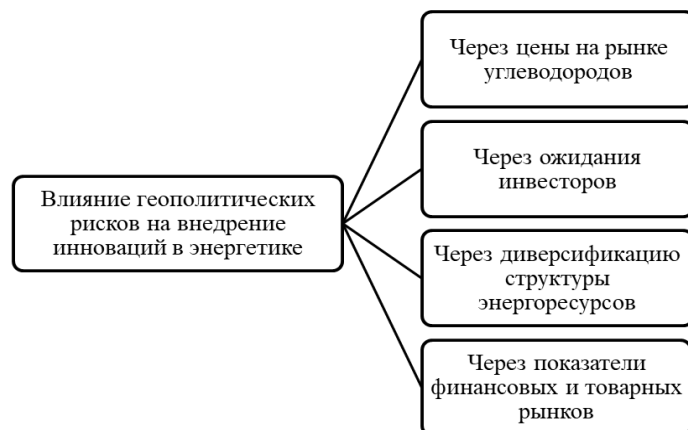 Влияние геополитических
рисков на внедрение
инноваций в энергетике
Через цены на рынке
углеводородов
Через ожидания
инвесторов
Через диверсификацию
структуры
энергоресурсов
Через показатели
финансовых и товарных
рынков